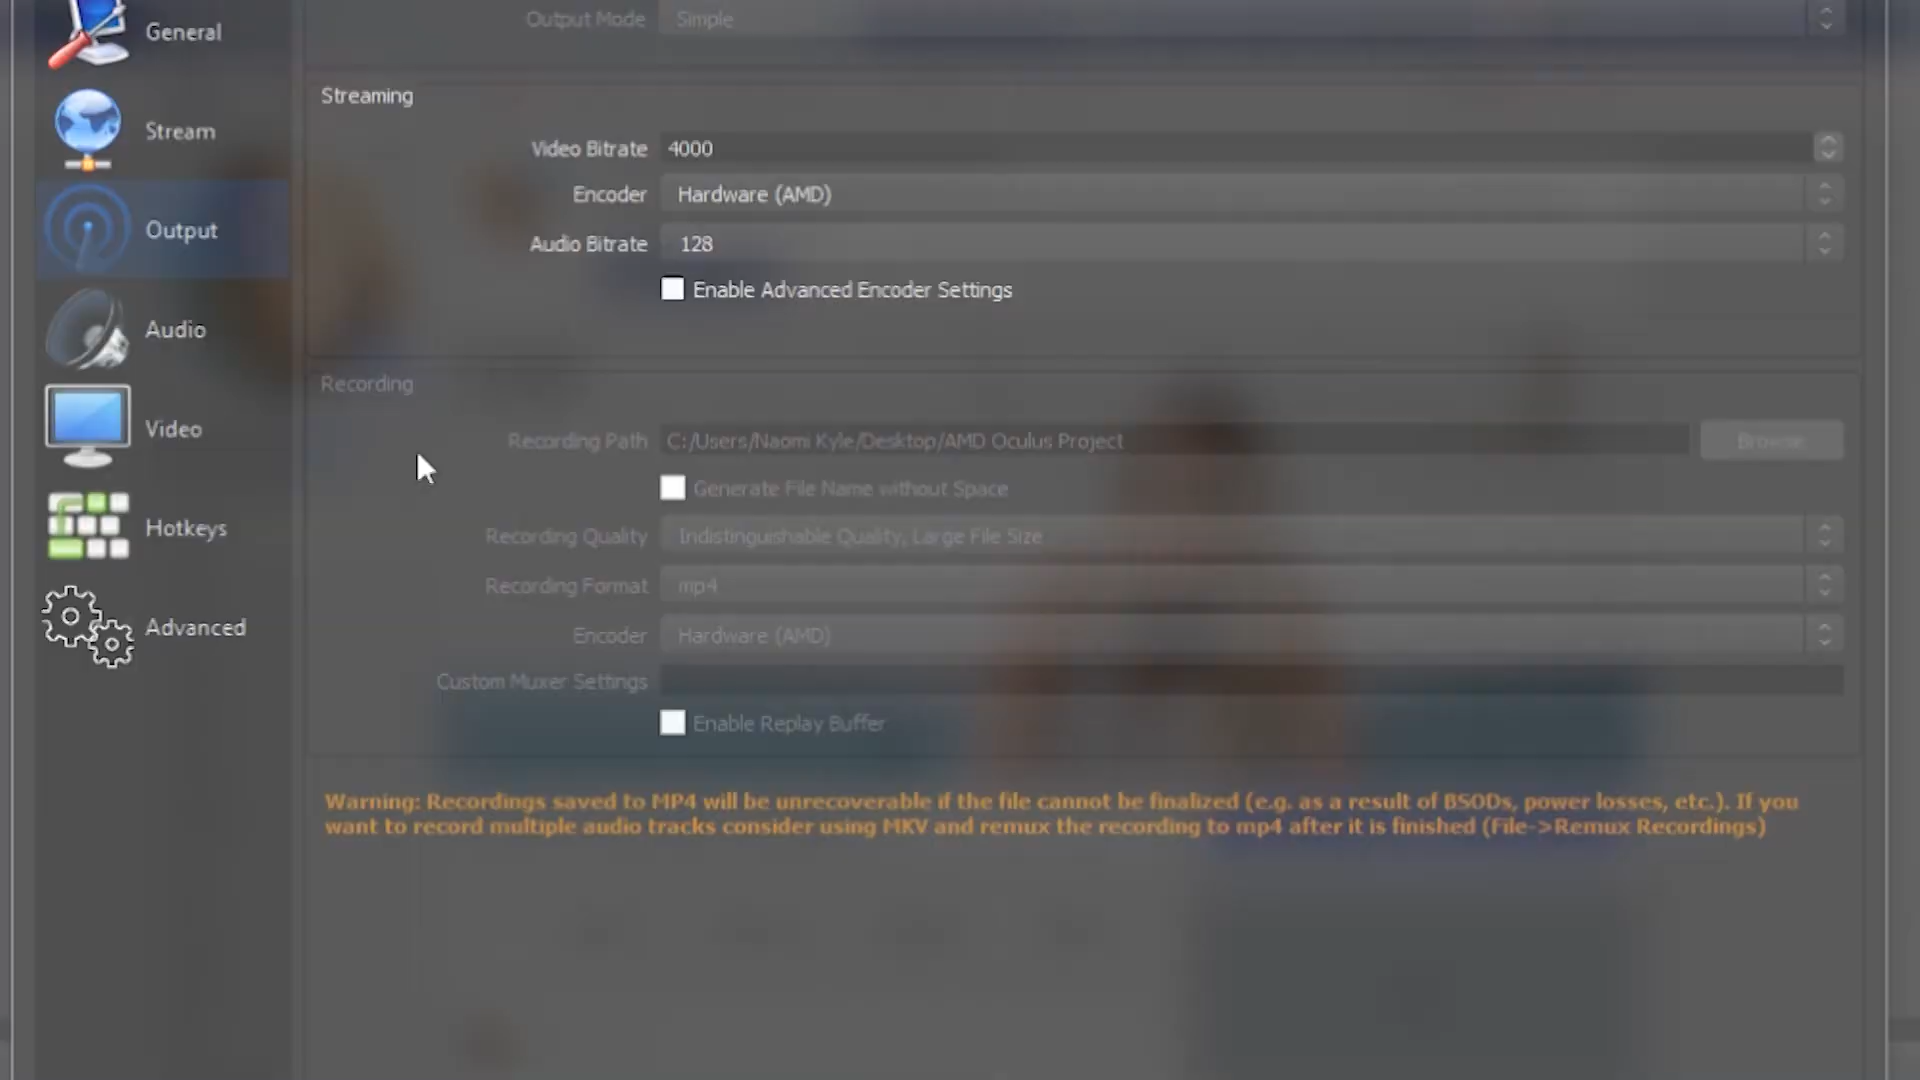 General
Output Mode Simple
Streaming
Stream
Video Bitrate 4000
Encoder Hardware (AMD)
Output
Audio Bitrate 128
Enable Advanced Encoder Settings
Audio
Recording
Video
Recording Path C:/Users/Naomi Kyle/Desktop/AMD Oculus Project Browse
Generate File Name without Space
Hotkeys
Recording Quality Indistinguishable Quality, Large File Size
Recording Format mp4
Advanced
Encoder Hardware (AMD)
Custom Muxer Settings
Enable Replay Buffer
Warning: Recordings saved to MP4 will be unrecoverable if the file cannot be finalized (e.g. as a result of BSODs, power losses, etc.). If you
want to record multiple audio tracks consider using MKV and remux the recording to mp4 after it is finished (File->Remux Recordings)